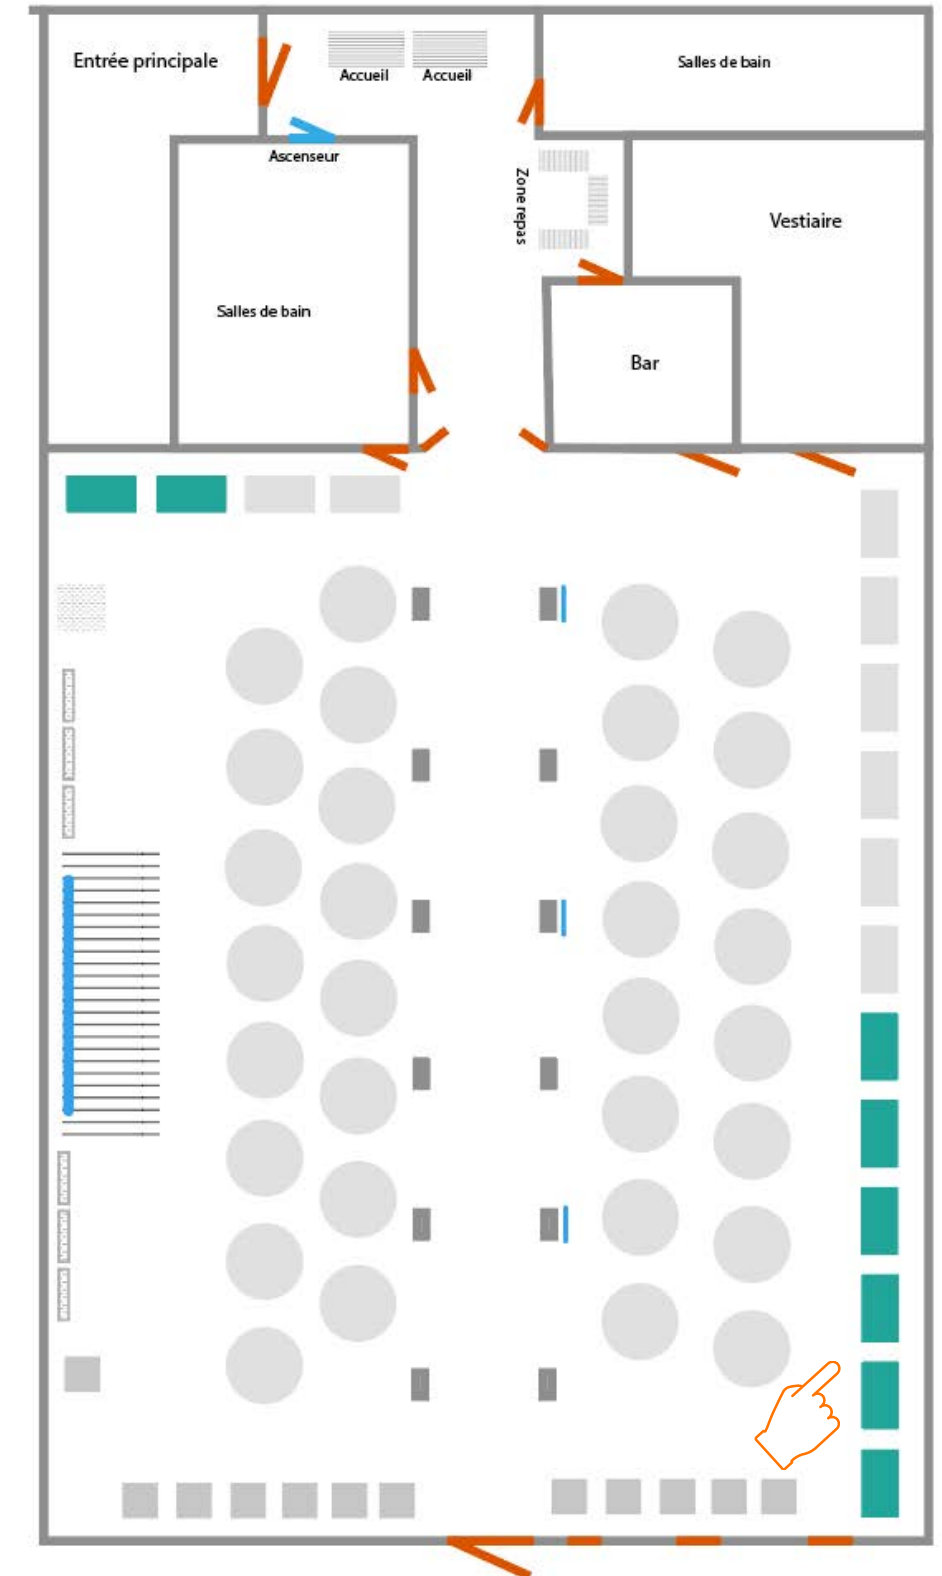 Entrée principale
Accueil
Accueil
Salles de bain
Ascenseur
Zone repas
Vestiaire
Salles de bain
Bar